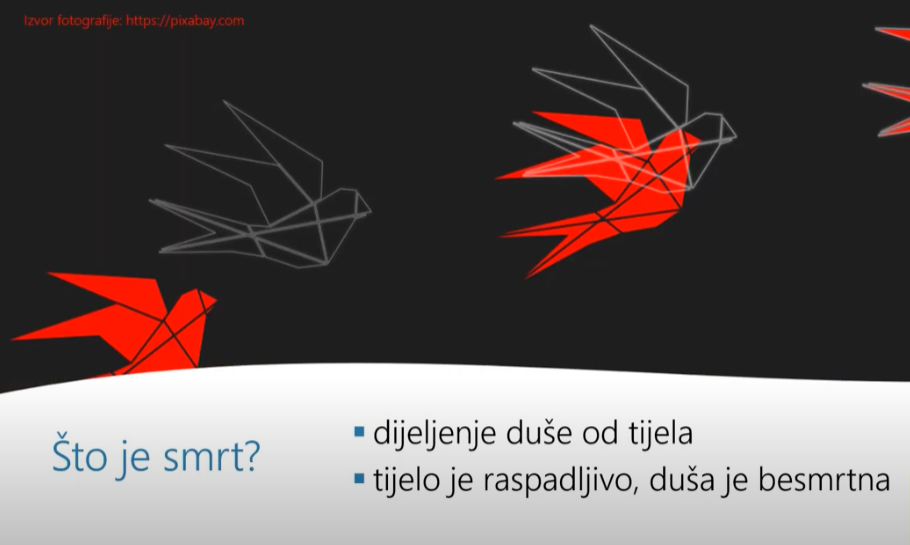 Izvor fotografije: https://pixabay.com
Što je smrt?
dijeljenje duše od tijela
tijelo je raspadljivo, duša je besmrtna